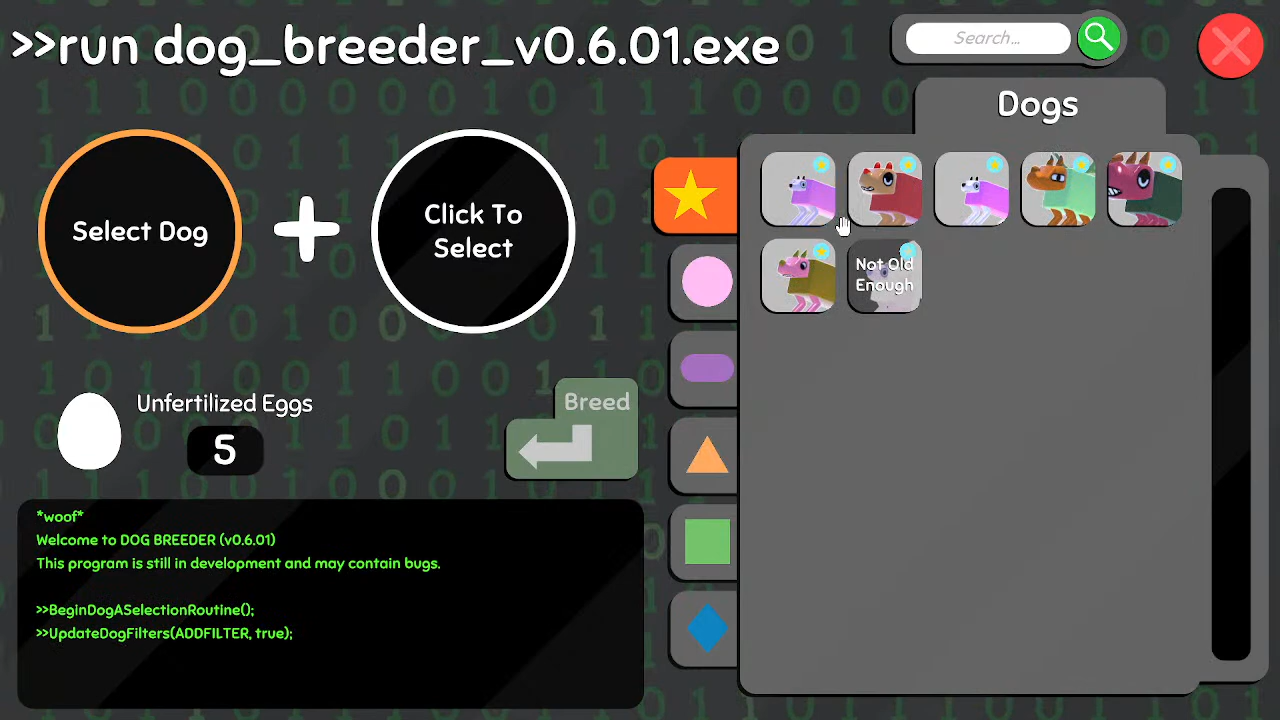 >>run dog_breeder_v0.6.01.exe
Search...
Dogs
Select Dog
Click To
Select
Not Old
Enough
Unfertilized Eggs
5
Breed
*woof*
Welcome to DOG BREEDER (v0.6.01)
This program is still in development and may contain bugs.
>>BeginDogASelectionRoutine();
>>UpdateDogFilters(ADDFILTER, true);